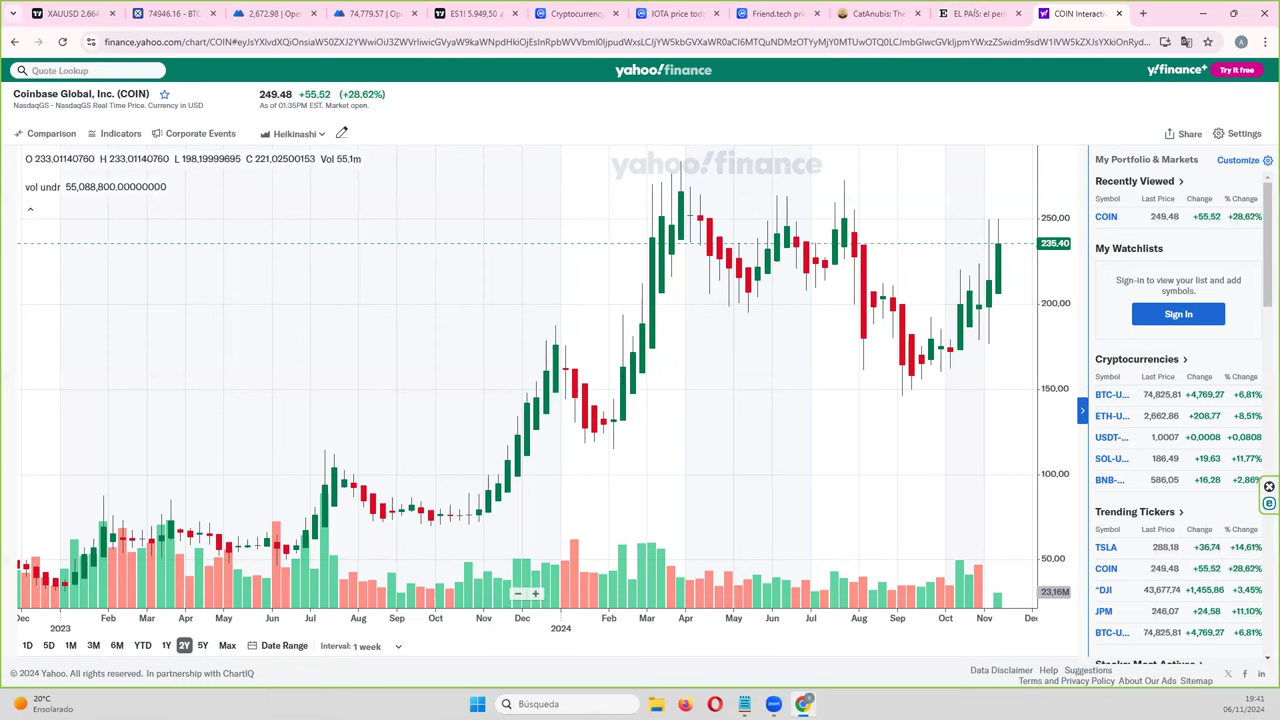 XAUUSD 2.664
74946.16 - BTC
2,672.98 | Ope
74,779.57 | Op
ES1! 5.949,50
Cryptocurrency
IOTA price tod
Friend.tech pri
CatAnubis: The
EL PAÍS: el peri
COIN Interacti
Quote Lookup
yahoo!finance
y!finance+
Try it free
Coinbase Global, Inc. (COIN)
NasdaqGS - NasdaqGS Real Time Price. Currency in USD
249.48 +55.52 (+28.62%)
As of 01:35PM EST. Market open.
Comparison
Indicators
Corporate Events
Heikinashi
Share
Settings
O 233,01140760 H 233,01140760 L 198,19999695 C 221,02500153 Vol 55,1m
vol undr 55,088,800,00000000
yahoo!finance
250,00
235,40
200,00
150,00
100,00
50,00
23,16M
Dec Feb Mar Apr May Jun Jul Aug Sep Oct Nov Dec Feb Mar Apr May Jun Jul Aug Sep Oct Nov De
2023 2024
1D 5D 1M 3M 6M YTD 1Y 2Y 5Y Max Date Range Interval: 1 week
© 2024 Yahoo. All rights reserved. In partnership with ChartIQ
My Portfolio & Markets
Customize
Recently Viewed
Symbol Last Price Change % Change
COIN 249.48 +55.52 +28.62%
My Watchlists
Sign-in to view your list and add
symbols.
Sign In
Cryptocurrencies
Symbol Last Price Change % Change
BTC-U... 74,825.81 +4,769.27 +6.81%
ETH-U... 2,662.86 +208.77 +8.51%
USDT-... 1.0007 +0,0008 +0,0808
SOL-U... 186,49 +19.63 +11.77%
BNB-... 586,05 +16.28 +2.86%
Trending Tickers
Symbol Last Price Change % Change
TSLA 288,18 +36,74 +14,61%
COIN 249.48 +55.52 +28.62%
^DJI 43,677,74 +1,455,86 +3.45%
JPM 246,07 +24.58 +11,10%
BTC-U... 74,825.81 +4,769.27 +6.81%
Stocks: Most Actives
Data Disclaimer Help Suggestions
Terms and Privacy Policy About Our Ads Sitemap
20°C
Ensolarado
Búsqueda
zoom
19:41
06/11/2024